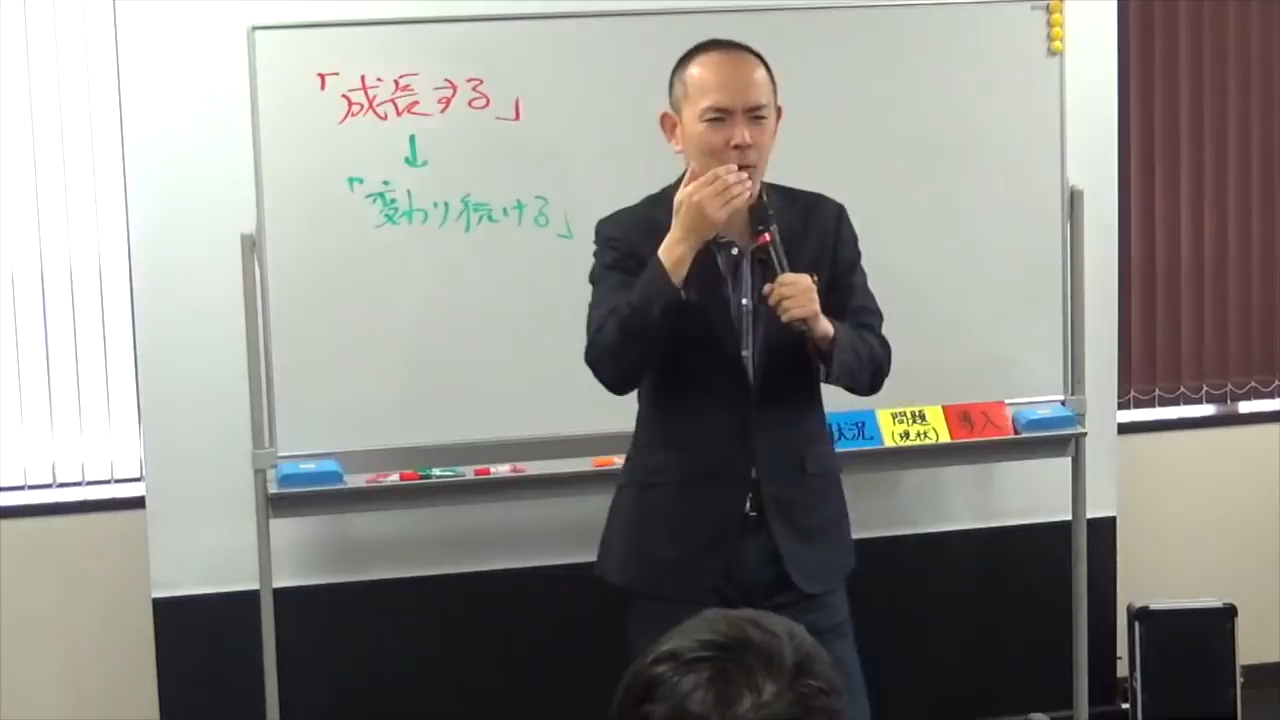 「成長する」
↓
「変わり続ける」
状況
問題
(現状)
導入